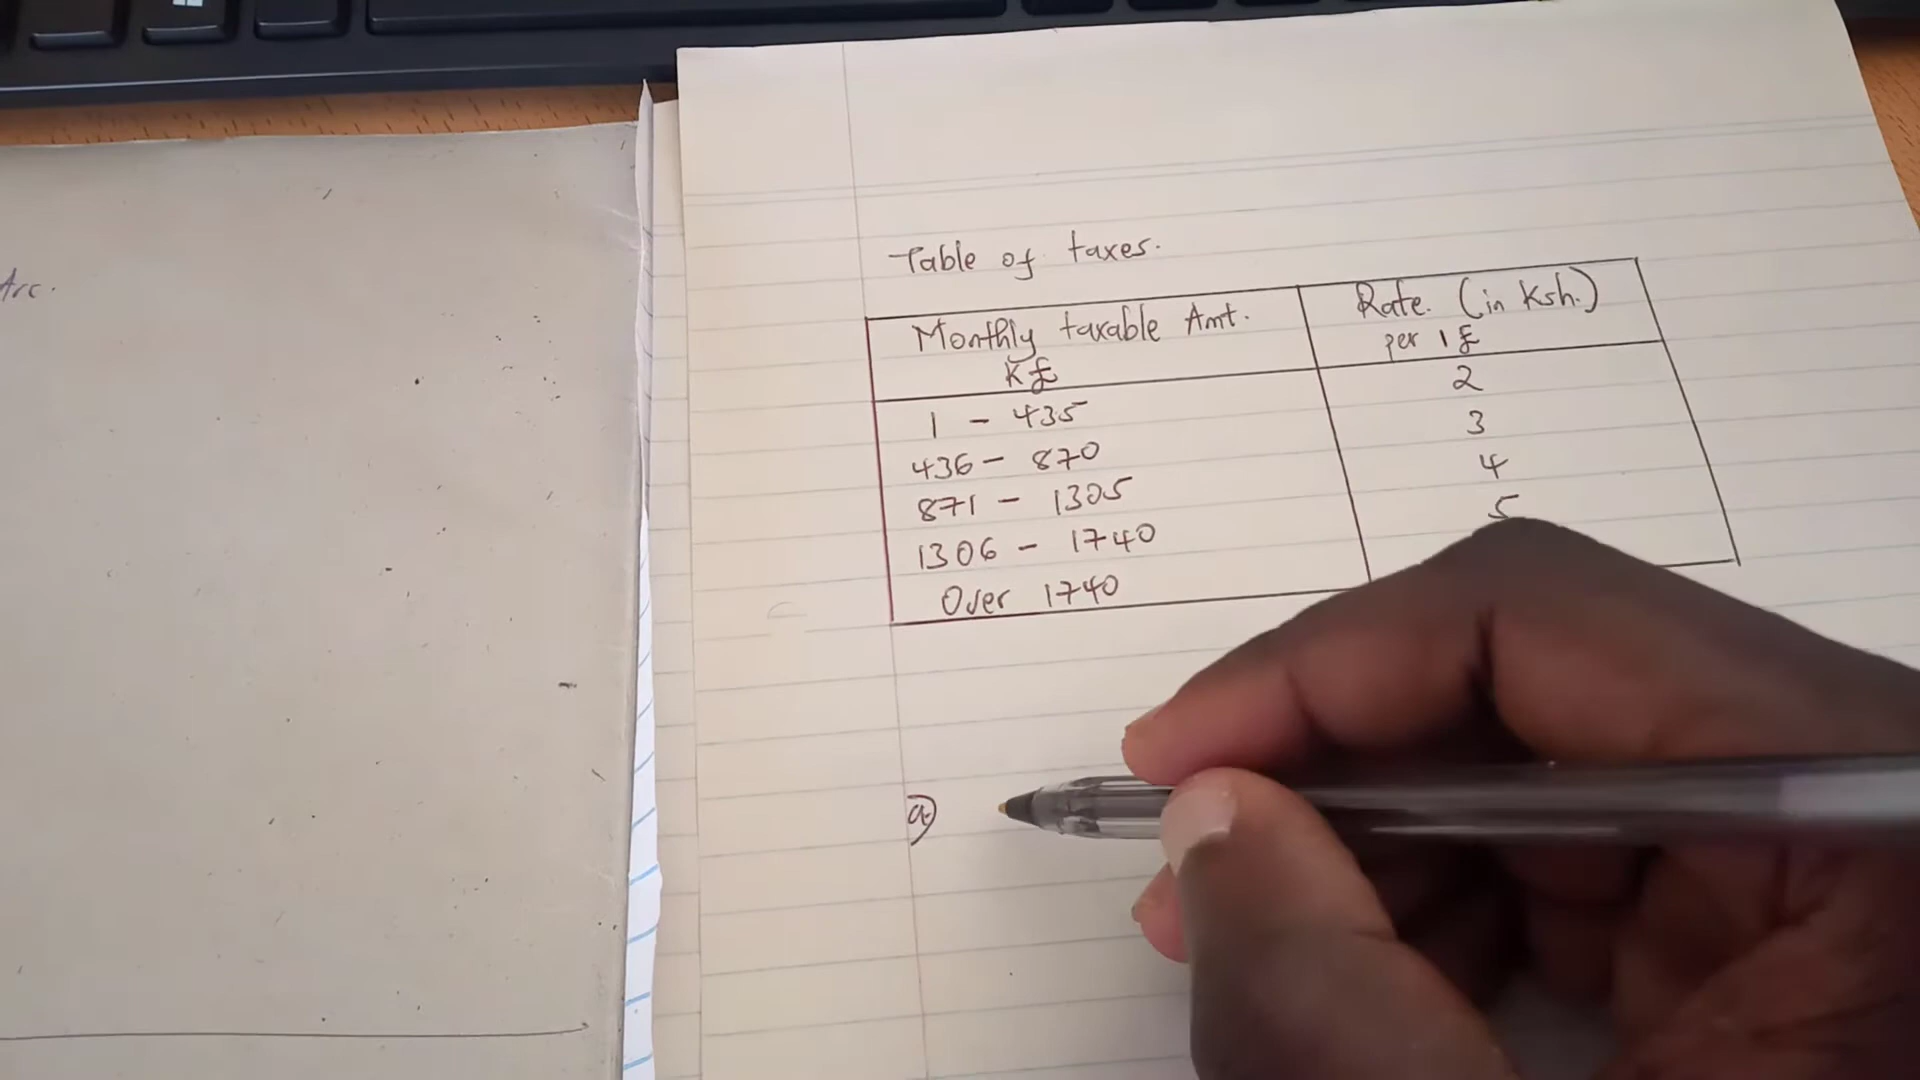 Arc.
Table of taxes.
Monthly taxable Amt.
K£
Rate. (in Ksh.)
per 1 £
1 - 435
2
436 - 870
3
871 - 1305
4
1306 - 1740
5
Over 1740
a)